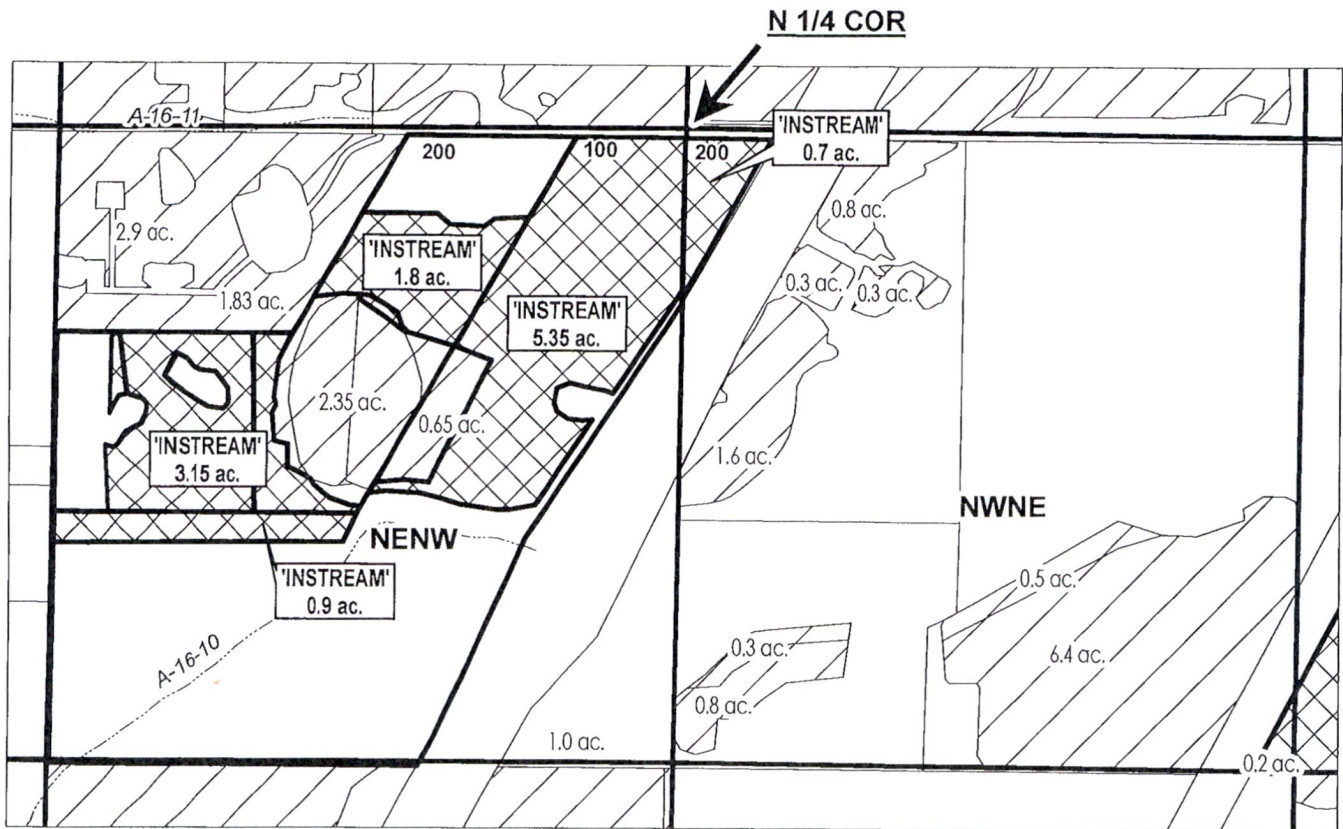 N 1/4 COR
A-16-11
200
100
200
'INSTREAM'
0.7 ac.
2.9 ac.
0.8 ac.
'INSTREAM'
1.8 ac.
0.3 ac.
0.3 ac.
1.83 ac.
'INSTREAM'
5.35 ac.
2.35 ac.
0.65 ac.
'INSTREAM'
3.15 ac.
1.6 ac.
NENW
NWNE
'INSTREAM'
0.9 ac.
0.5 ac.
A-16-10
0.3 ac.
6.4 ac.
0.8 ac.
1.0 ac.
0.2 ac.